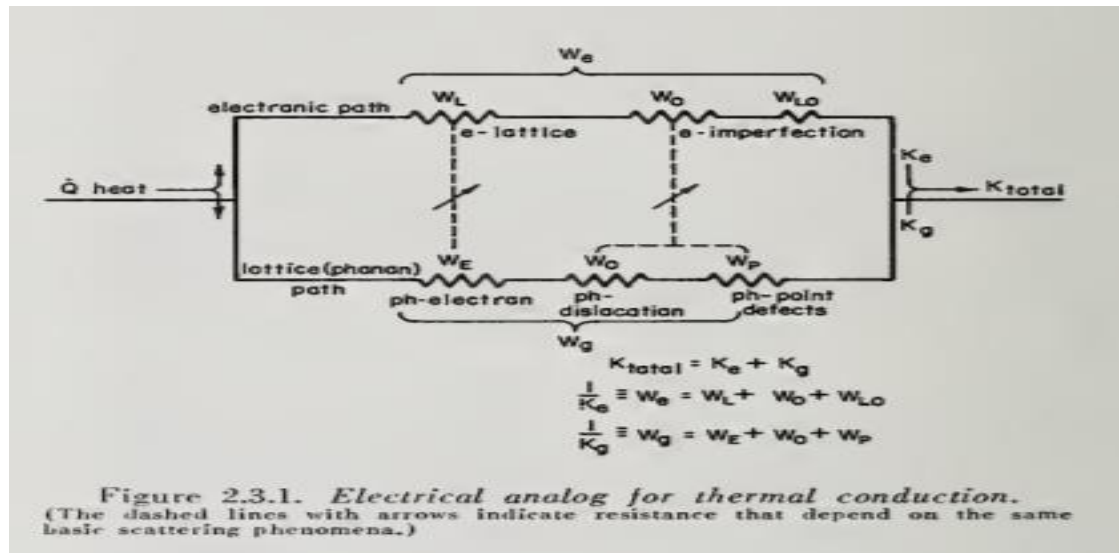 We
WL WO WLO
electronic path
e-lattice e-imperfection
Q̇ heat
Ke
Ktotal
Kg
lattice(phonon) path
WE WO WP
ph-electron ph-dislocation ph-point defects
Wg
Ktotal = Ke + Kg
1/Ke ≡ We = WL + WO + WLO
1/Kg ≡ Wg = WE + WO + WP
Figure 2.3.1. Electrical analog for thermal conduction.
(The dashed lines with arrows indicate resistance that depend on the same
basic scattering phenomena.)